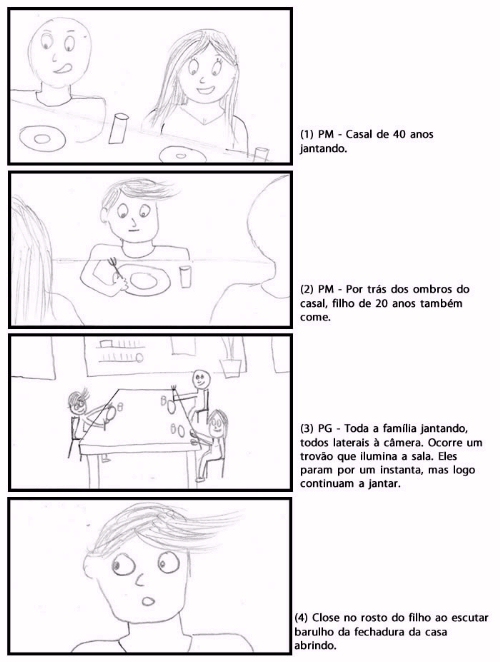 (1) PM - Casal de 40 anos
jantando.
(2) PM - Por trás dos ombros do
casal, filho de 20 anos também
come.
(3) PG - Toda a família jantando,
todos laterais à câmera. Ocorre um
trovão que ilumina a sala. Eles
param por um instante, mas logo
continuam a jantar.
(4) Close no rosto do filho ao escutar
barulho da fechadura da casa
abrindo.